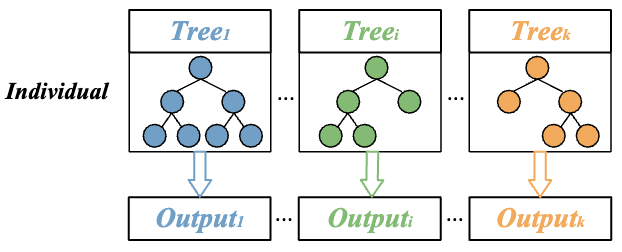 Tree1 Treei Treek
Individual ... ...
Output1 ... Outputi ... Outputk